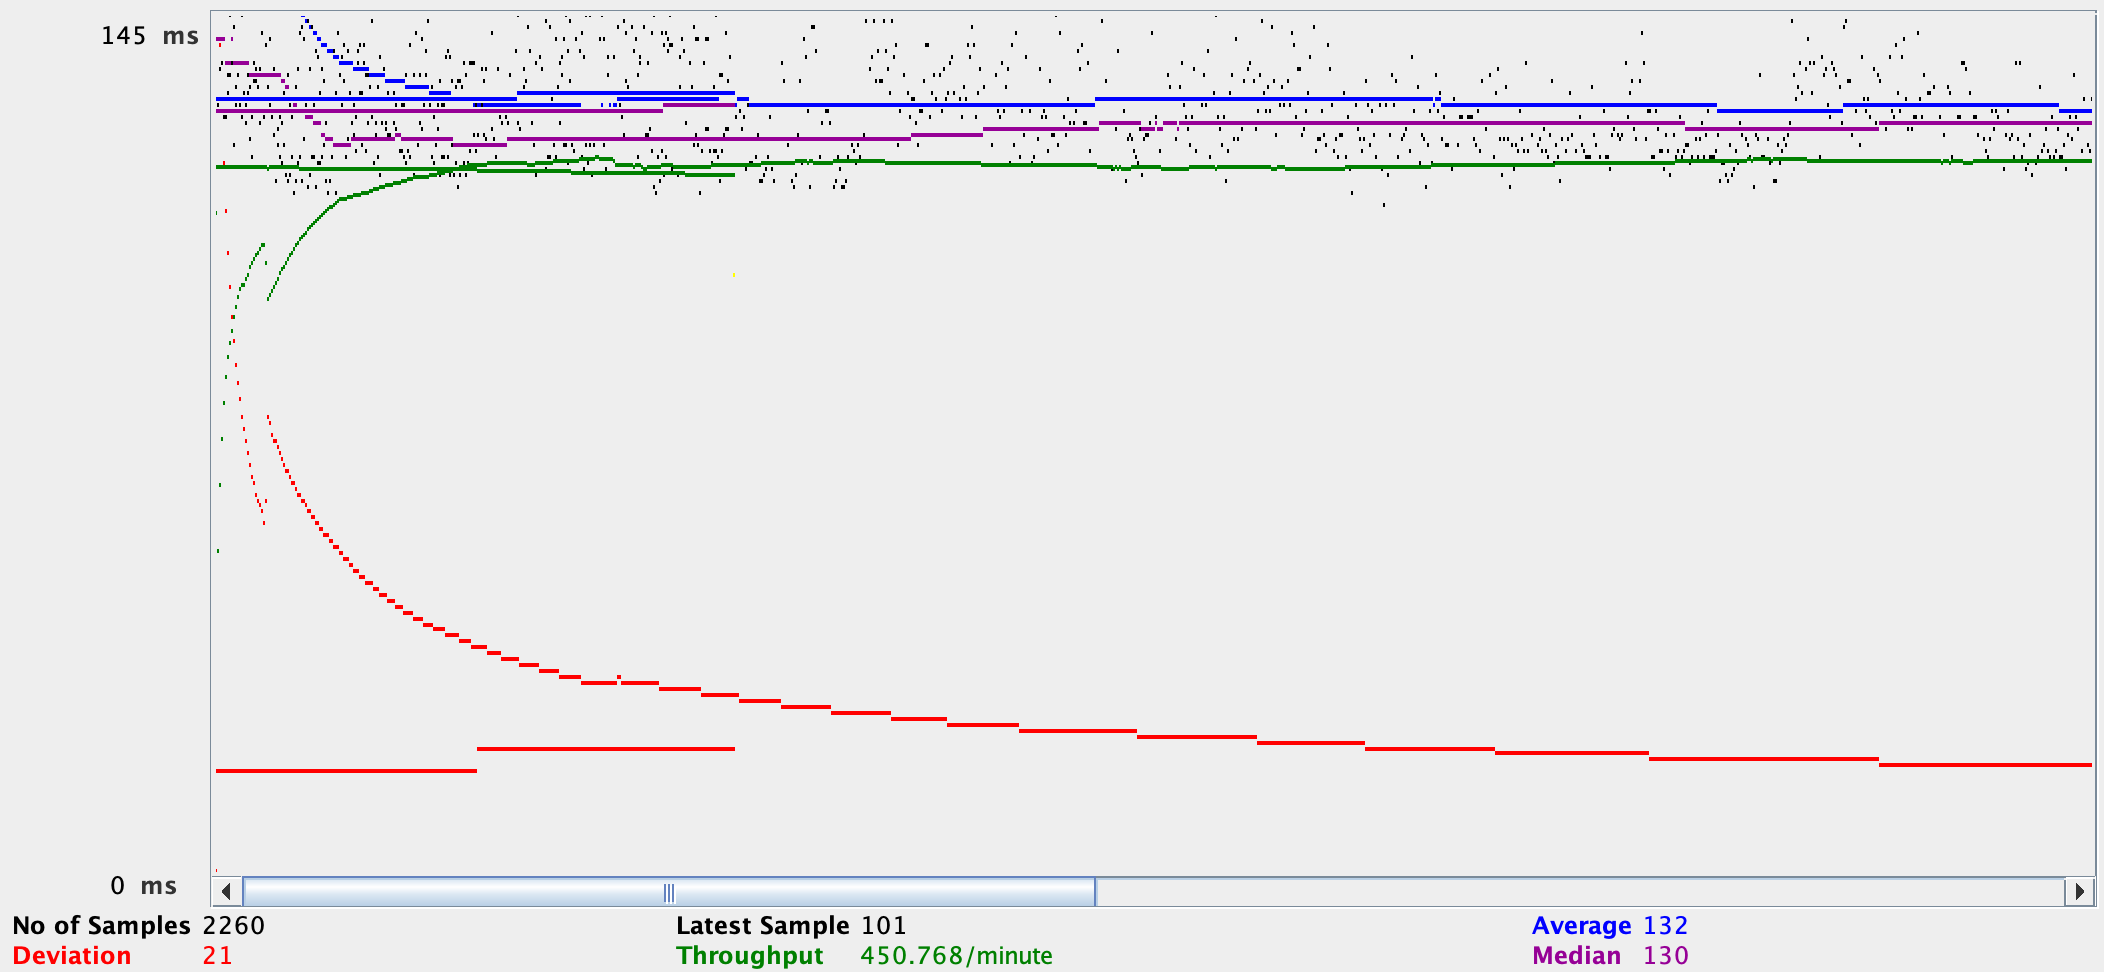 145 ms
0 ms
No of Samples 2260 Latest Sample 101 Average 132
Deviation 21 Throughput 450.768/minute Median 130